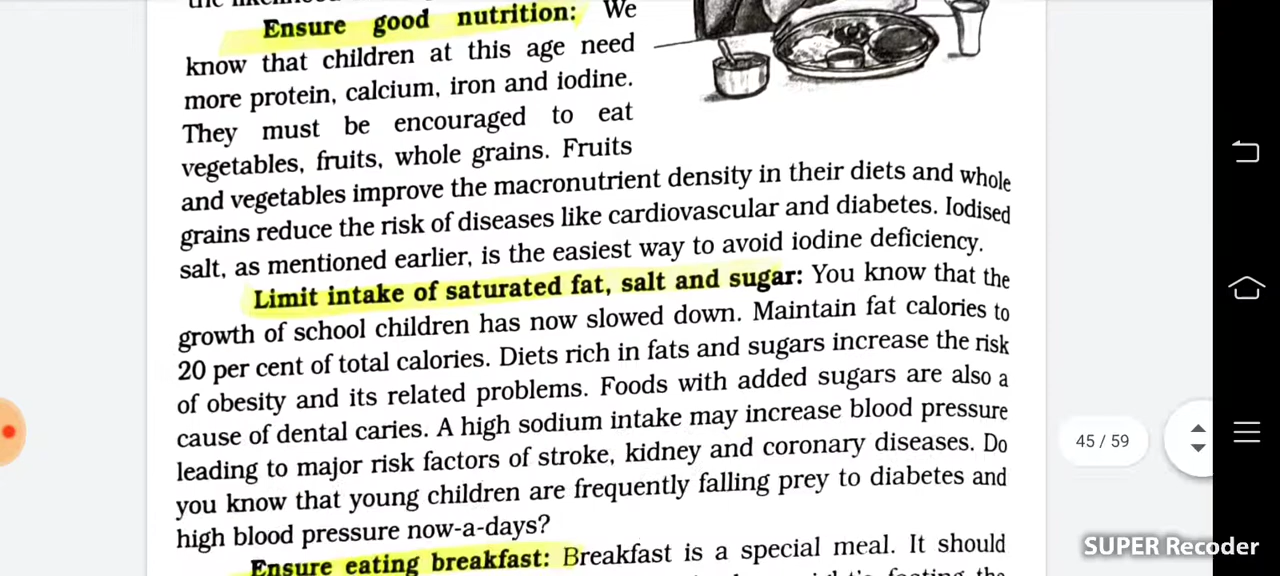 Ensure good nutrition: We
know that children at this age need
more protein, calcium, iron and iodine.
They must be encouraged to eat
vegetables, fruits, whole grains. Fruits
and vegetables improve the macronutrient density in their diets and whole
grains reduce the risk of diseases like cardiovascular and diabetes. Iodised
salt, as mentioned earlier, is the easiest way to avoid iodine deficiency.
Limit intake of saturated fat, salt and sugar: You know that the
growth of school children has now slowed down. Maintain fat calories to
20 per cent of total calories. Diets rich in fats and sugars increase the risk
of obesity and its related problems. Foods with added sugars are also a
cause of dental caries. A high sodium intake may increase blood pressure
leading to major risk factors of stroke, kidney and coronary diseases. Do
you know that young children are frequently falling prey to diabetes and
high blood pressure now-a-days?
Ensure eating breakfast: Breakfast is a special meal. It should
45 / 59
SUPER Recoder